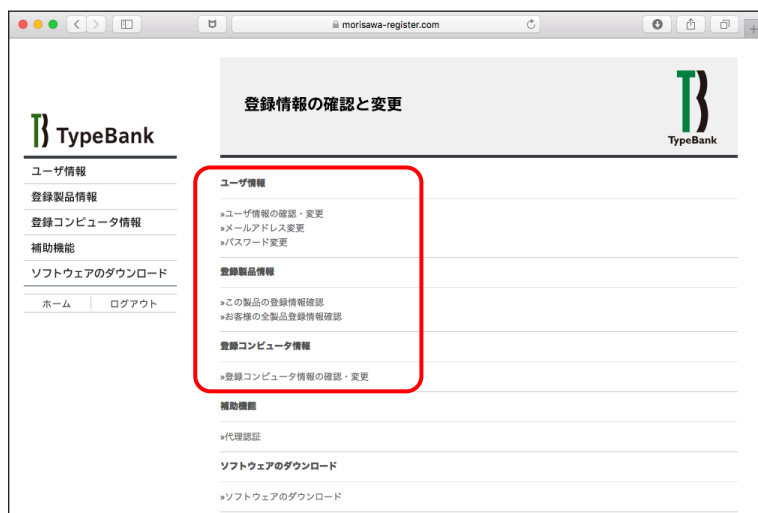 morisawa-register.com
登録情報の確認と変更
TypeBank
TypeBank
ユーザ情報
登録製品情報
登録コンピュータ情報
補助機能
ソフトウェアのダウンロード
ホーム
ログアウト
ユーザ情報
»ユーザ情報の確認・変更
»メールアドレス変更
»パスワード変更
登録製品情報
»この製品の登録情報確認
»お客様の全製品登録情報確認
登録コンピュータ情報
»登録コンピュータ情報の確認・変更
補助機能
»代理認証
ソフトウェアのダウンロード
»ソフトウェアのダウンロード